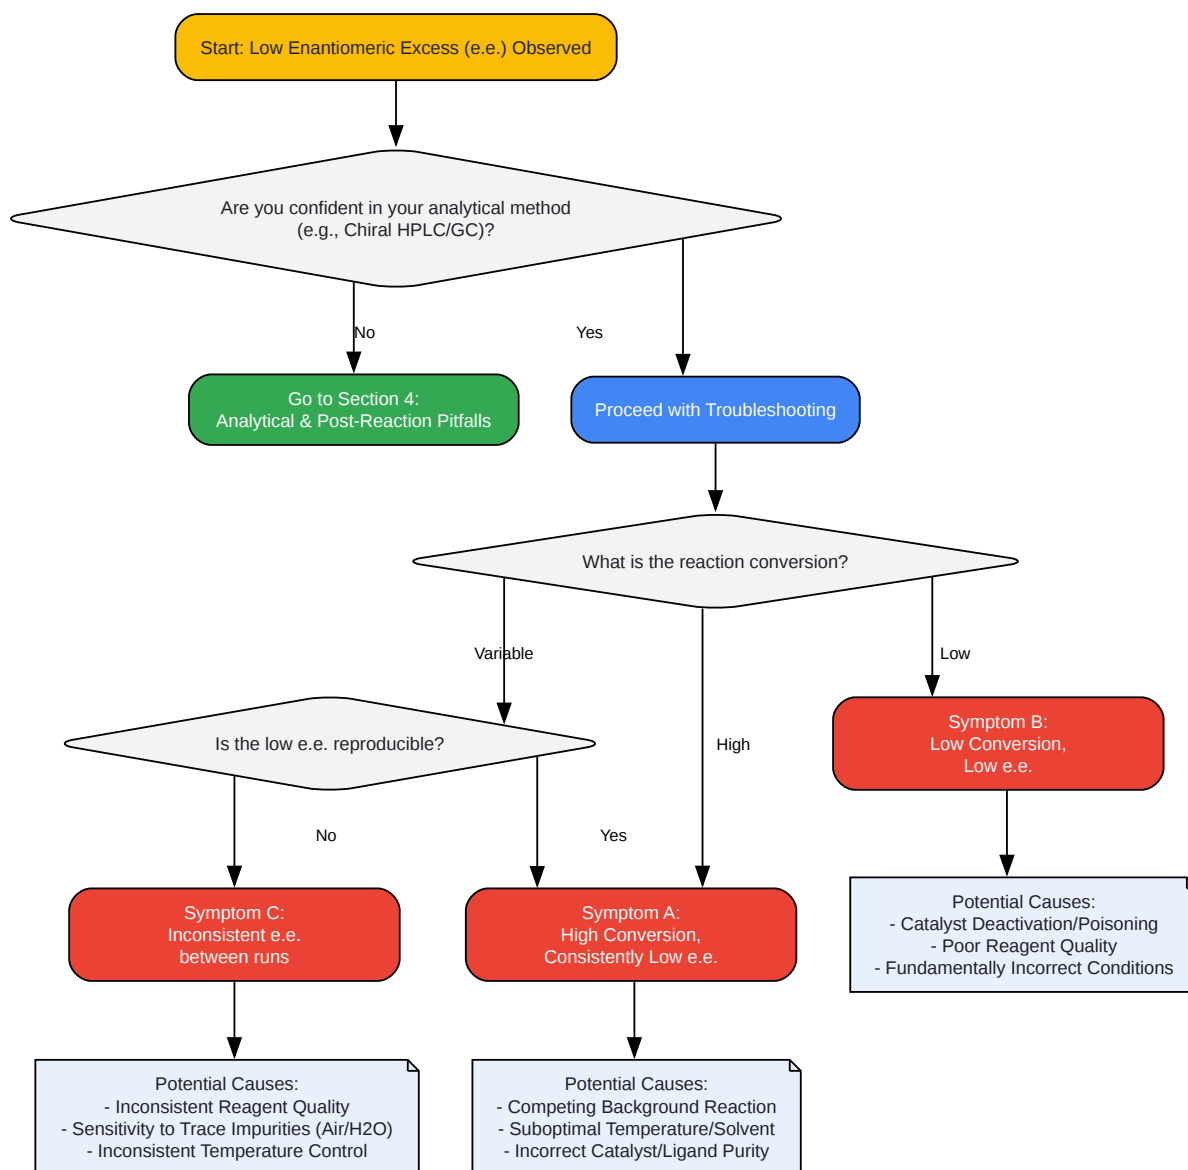 Start: Low Enantiomeric Excess (e.e.) Observed
Are you confident in your analytical method
(e.g., Chiral HPLC/GC)?
No
Yes
Go to Section 4:
Analytical & Post-Reaction Pitfalls
Proceed with Troubleshooting
What is the reaction conversion?
Variable
Low
High
Is the low e.e. reproducible?
Symptom B:
Low Conversion,
Low e.e.
No
Yes
Symptom C:
Inconsistent e.e.
between runs
Symptom A:
High Conversion,
Consistently Low e.e.
Potential Causes:
- Catalyst Deactivation/Poisoning
- Poor Reagent Quality
- Fundamentally Incorrect Conditions
Potential Causes:
- Inconsistent Reagent Quality
- Sensitivity to Trace Impurities (Air/H2O)
- Inconsistent Temperature Control
Potential Causes:
- Competing Background Reaction
- Suboptimal Temperature/Solvent
- Incorrect Catalyst/Ligand Purity